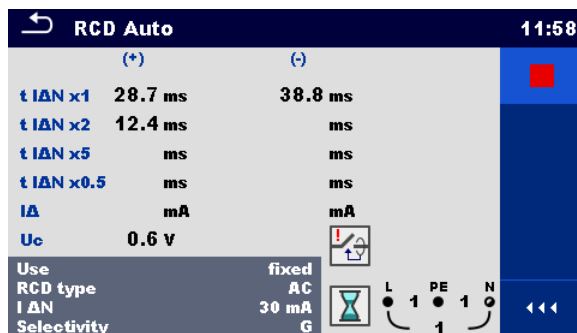 RCD Auto 11:58
(+) (-)
t IΔN x1 28.7 ms 38.8 ms
t IΔN x2 12.4 ms ms
t IΔN x5 ms ms
t IΔN x0.5 ms ms
IΔ mA mA
Uc 0.6 V
Use fixed
RCD type AC
I ΔN 30 mA
Selectivity G
L PE N
1 1
1